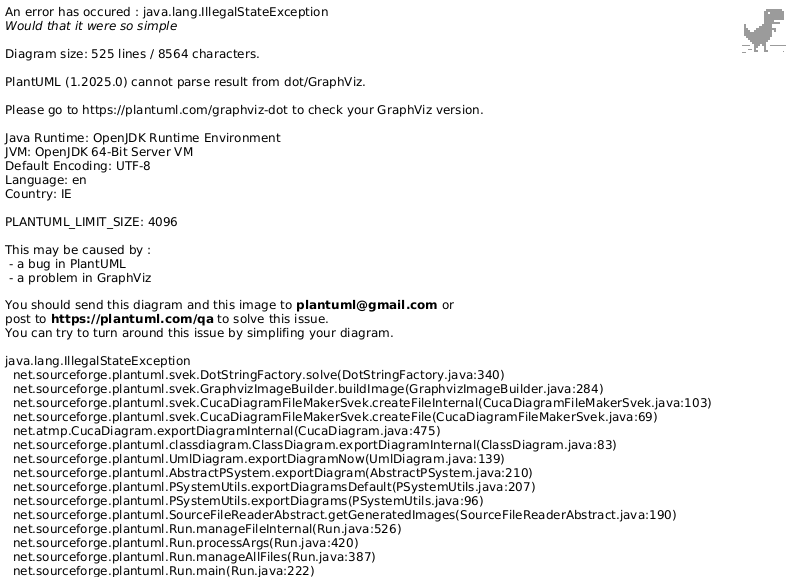 An error has occured : java.lang.IllegalStateException
Would that it were so simple
Diagram size: 525 lines / 8564 characters.
PlantUML (1.2025.0) cannot parse result from dot/GraphViz.
Please go to https://plantuml.com/graphviz-dot to check your GraphViz version.
Java Runtime: OpenJDK Runtime Environment
JVM: OpenJDK 64-Bit Server VM
Default Encoding: UTF-8
Language: en
Country: IE
PLANTUML_LIMIT_SIZE: 4096
This may be caused by :
- a bug in PlantUML
- a problem in GraphViz
You should send this diagram and this image to plantuml@gmail.com or
post to https://plantuml.com/qa to solve this issue.
You can try to turn around this issue by simplifing your diagram.
java.lang.IllegalStateException
net.sourceforge.plantuml.svek.DotStringFactory.solve(DotStringFactory.java:340)
net.sourceforge.plantuml.svek.GraphvizImageBuilder.buildImage(GraphvizImageBuilder.java:284)
net.sourceforge.plantuml.svek.CucaDiagramFileMakerSvek.createFileInternal(CucaDiagramFileMakerSvek.java:103)
net.sourceforge.plantuml.svek.CucaDiagramFileMakerSvek.createFile(CucaDiagramFileMakerSvek.java:69)
net.atmp.CucaDiagram.exportDiagramInternal(CucaDiagram.java:475)
net.sourceforge.plantuml.classdiagram.ClassDiagram.exportDiagramInternal(ClassDiagram.java:83)
net.sourceforge.plantuml.UmlDiagram.exportDiagramNow(UmlDiagram.java:139)
net.sourceforge.plantuml.AbstractPSystem.exportDiagram(AbstractPSystem.java:210)
net.sourceforge.plantuml.PSystemUtils.exportDiagramsDefault(PSystemUtils.java:207)
net.sourceforge.plantuml.PSystemUtils.exportDiagrams(PSystemUtils.java:96)
net.sourceforge.plantuml.SourceFileReaderAbstract.getGeneratedImages(SourceFileReaderAbstract.java:190)
net.sourceforge.plantuml.Run.manageFileInternal(Run.java:526)
net.sourceforge.plantuml.Run.processArgs(Run.java:420)
net.sourceforge.plantuml.Run.manageAllFiles(Run.java:387)
net.sourceforge.plantuml.Run.main(Run.java:222)